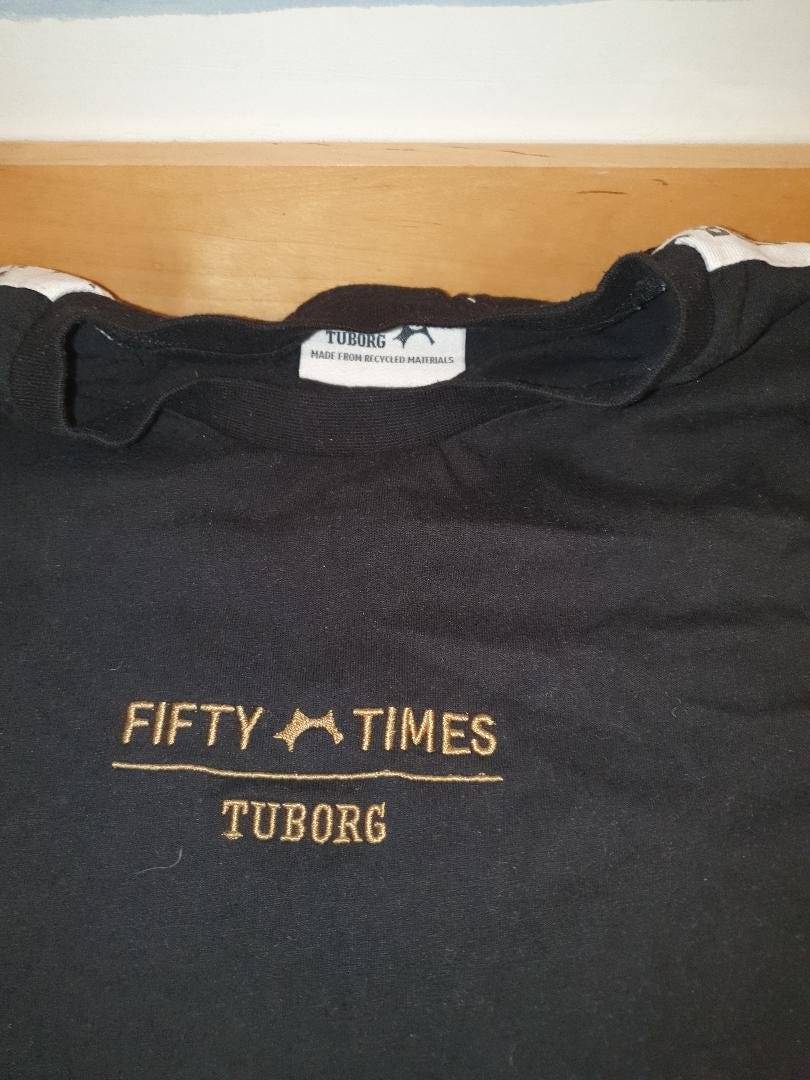 TUBORG
MADE FROM RECYCLED MATERIALS
FIFTY TIMES
TUBORG